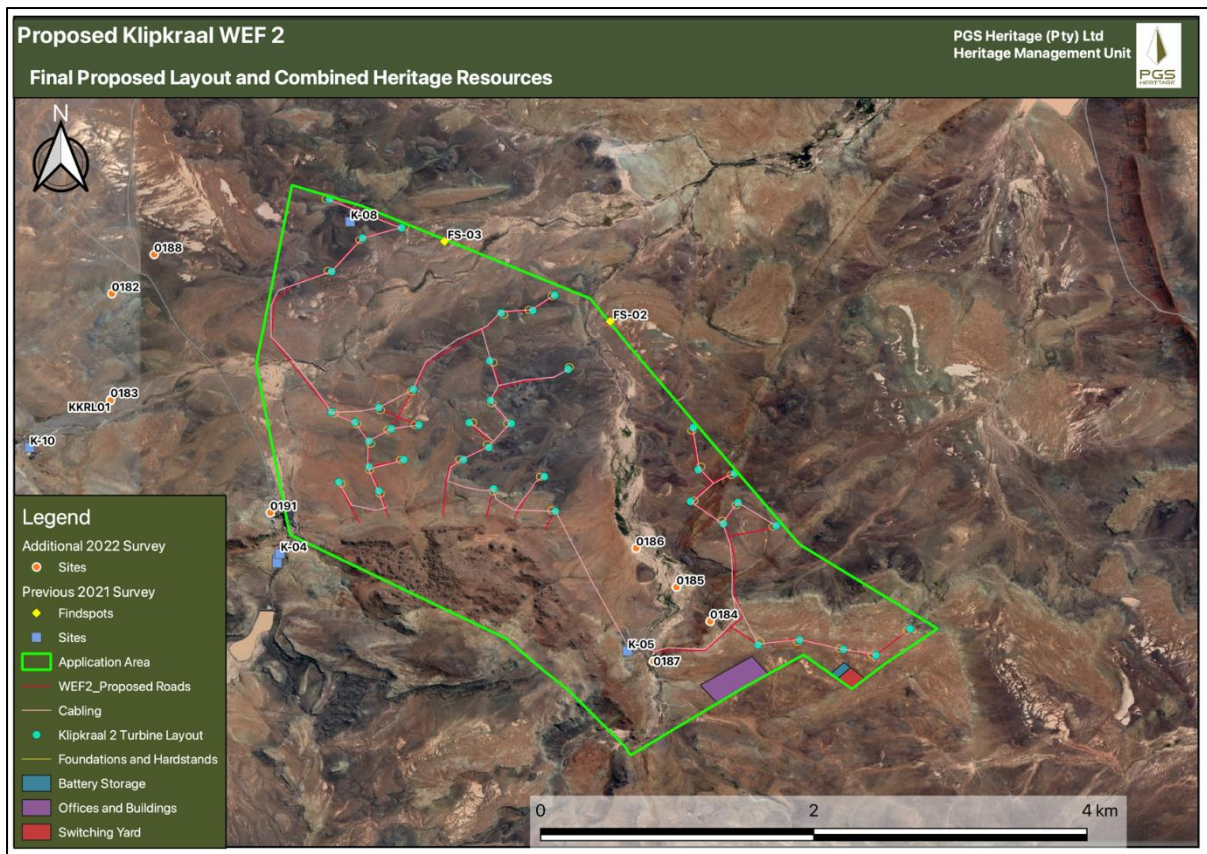 Proposed Klipkraal WEF 2
Final Proposed Layout and Combined Heritage Resources
PGS Heritage (Pty) Ltd
Heritage Management Unit
PGS
HERITAGE
N
K-08
FS-03
0188
0182
FS-02
0183
KKRL01
K-10
0191
K-04
0186
0185
0184
K-05
0187
Legend
Additional 2022 Survey
Sites
Previous 2021 Survey
Findspots
Sites
Application Area
WEF2_Proposed Roads
Cabling
Klipkraal 2 Turbine Layout
Foundations and Hardstands
Battery Storage
Offices and Buildings
Switching Yard
0 2 4 km